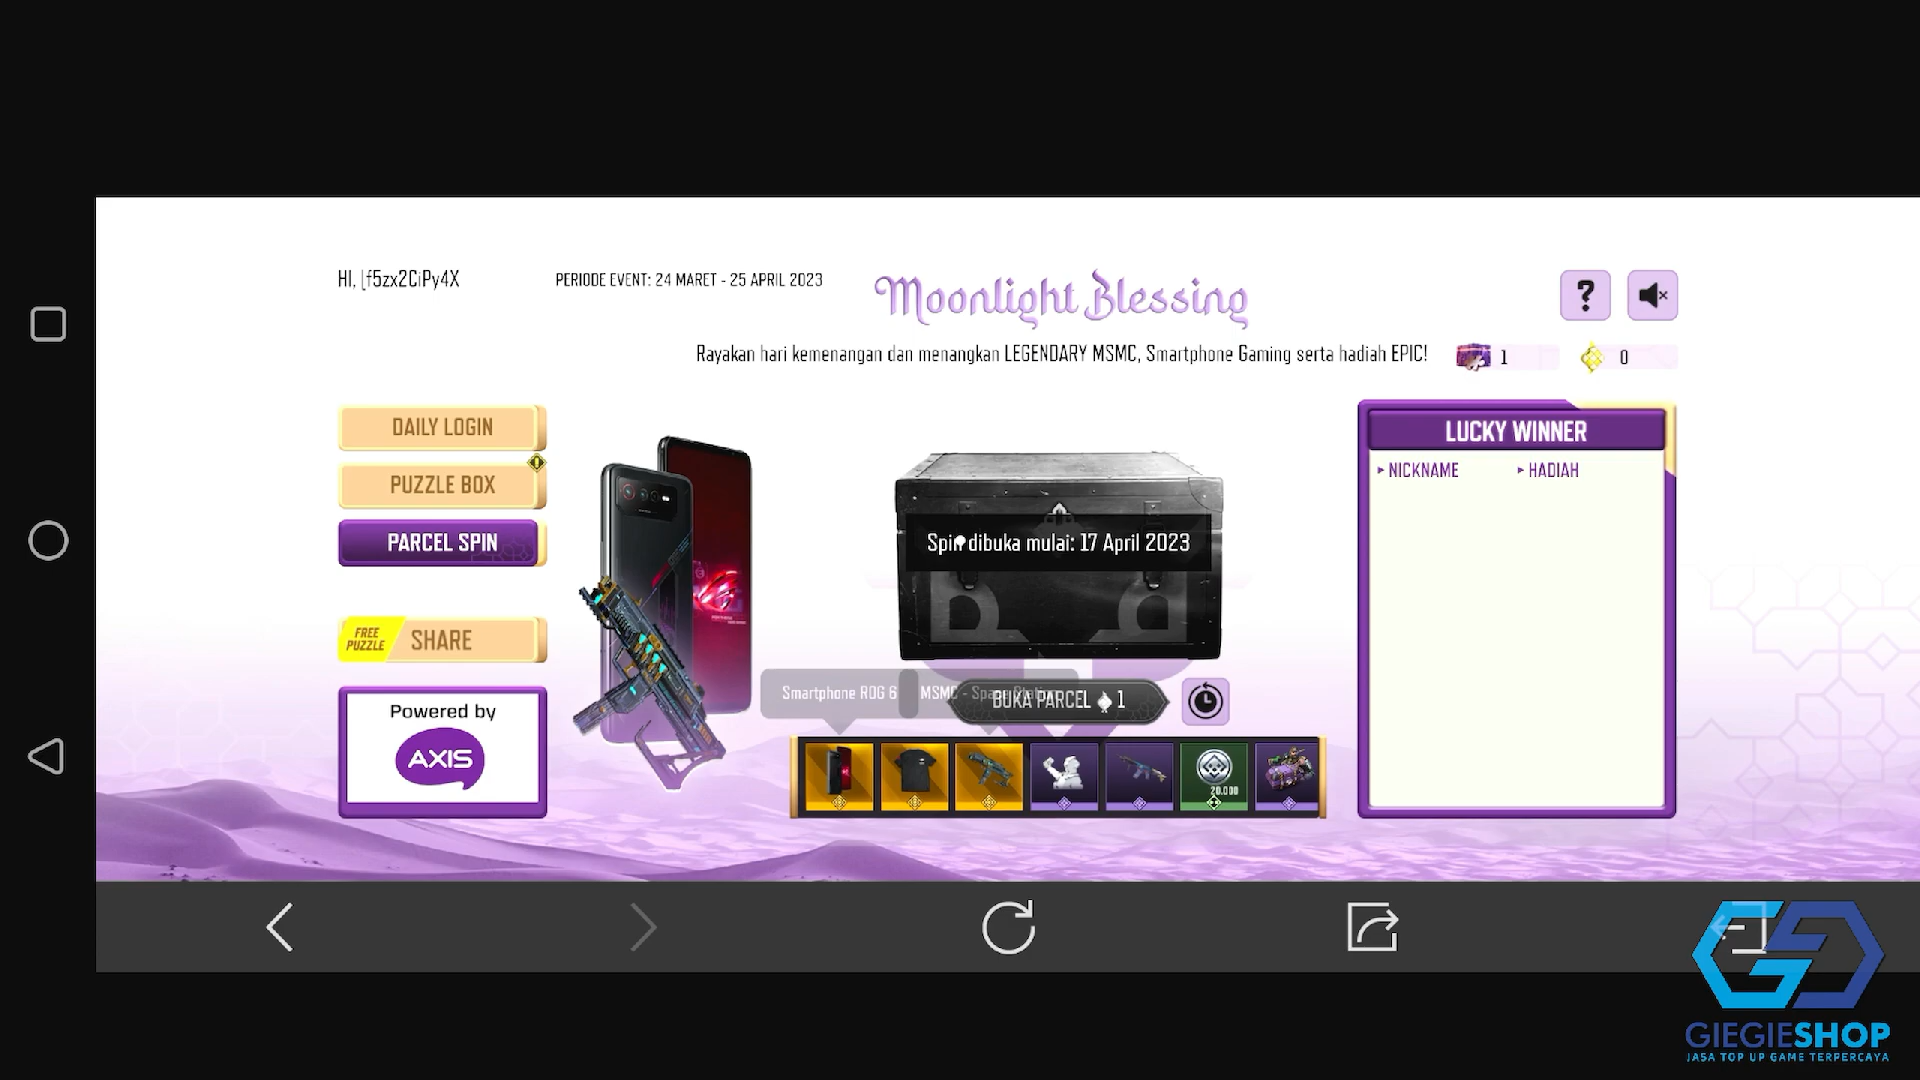 HI, [f5zx2CiPy4X
PERIODE EVENT: 24 MARET - 25 APRIL 2023
Moonlight Blessing
Rayakan hari kemenangan dan menangkan LEGENDARY MSMC, Smartphone Gaming serta hadiah EPIC!
1
0
DAILY LOGIN
PUZZLE BOX
PARCEL SPIN
FREE PUZZLE
SHARE
Powered by
AXIS
Spin dibuka mulai: 17 April 2023
Smartphone ROG 6
MSMC - Space Station
BUKA PARCEL 1
20.000
LUCKY WINNER
NICKNAME
HADIAH
GIEGIESHOP
JASA TOP UP GAME TERPERCAYA